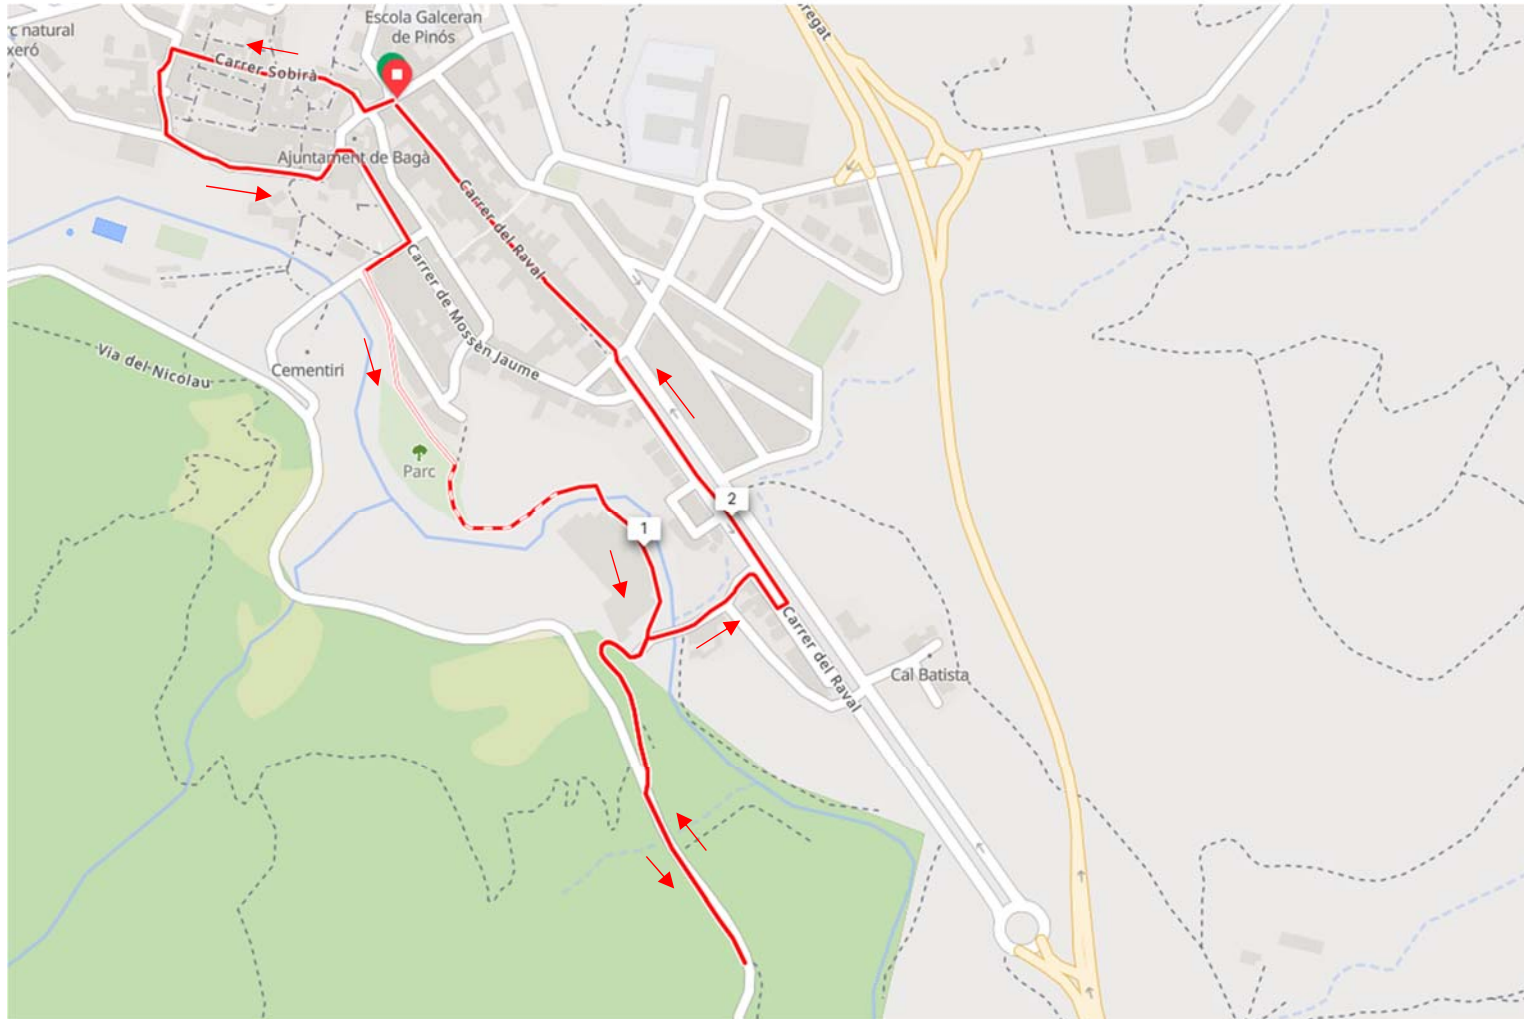 Escola Galceran
de Pinós
rc natural
xeró
regat
Carrer Sobirà
Ajuntament de Bagà
Carrer del Raval
Carrer de Mossèn Jaume
Via del Nicolau
Cementiri
Parc
2
1
Carrer del Raval
Cal Batista